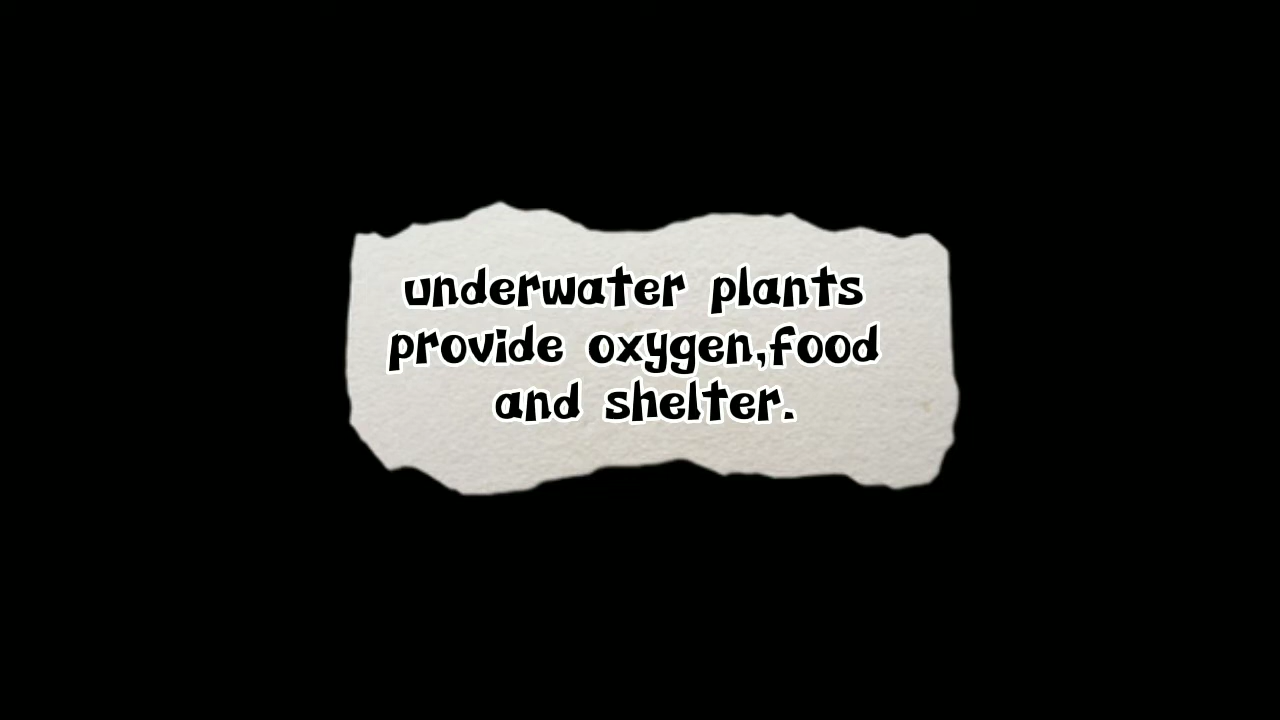 underwater plants
provide oxygen,food
and shelter.